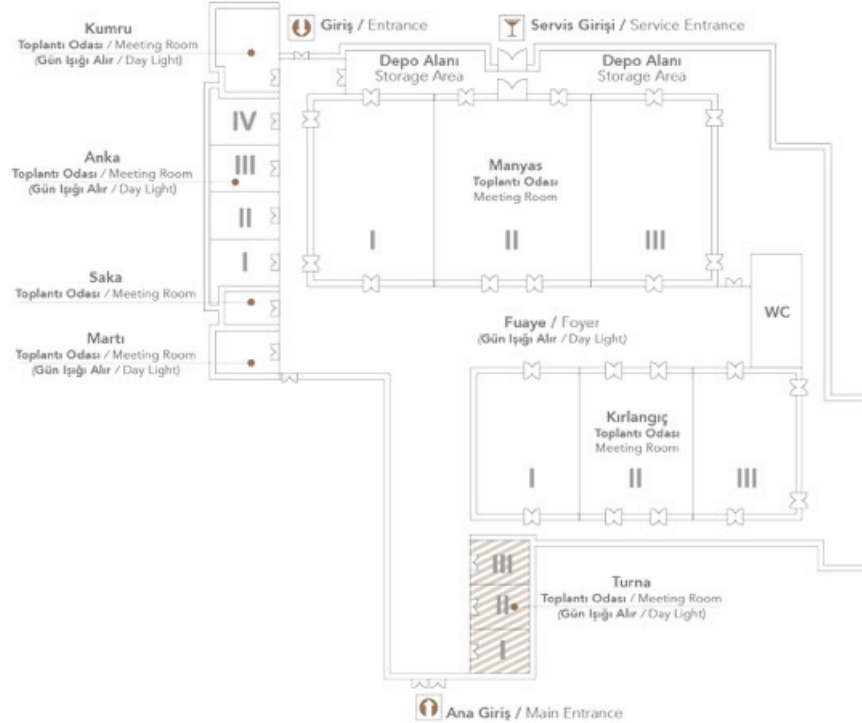 Kumru
Toplantı Odası / Meeting Room
(Gün Işığı Alır / Day Light)
Giriş / Entrance
Servis Girişi / Service Entrance
Depo Alanı
Storage Area
Depo Alanı
Storage Area
IV
III
II
I
Anka
Toplantı Odası / Meeting Room
(Gün Işığı Alır / Day Light)
Manyas
Toplantı Odası
Meeting Room
I
II
III
Saka
Toplantı Odası / Meeting Room
Martı
Toplantı Odası / Meeting Room
(Gün Işığı Alır / Day Light)
Fuaye / Foyer
(Gün Işığı Alır / Day Light)
WC
Kırlangıç
Toplantı Odası
Meeting Room
I
II
III
III
II
I
Turna
Toplantı Odası / Meeting Room
(Gün Işığı Alır / Day Light)
Ana Giriş / Main Entrance